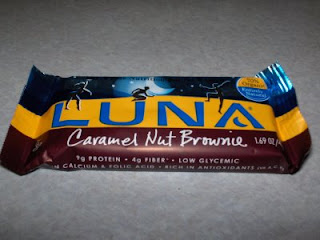 LUNA
Caramel Nut Brownie
1.69 OZ
9g PROTEIN • 4g FIBER* • LOW GLYCEMIC
CALCIUM & FOLIC ACID • RICH IN ANTIOXIDANTS